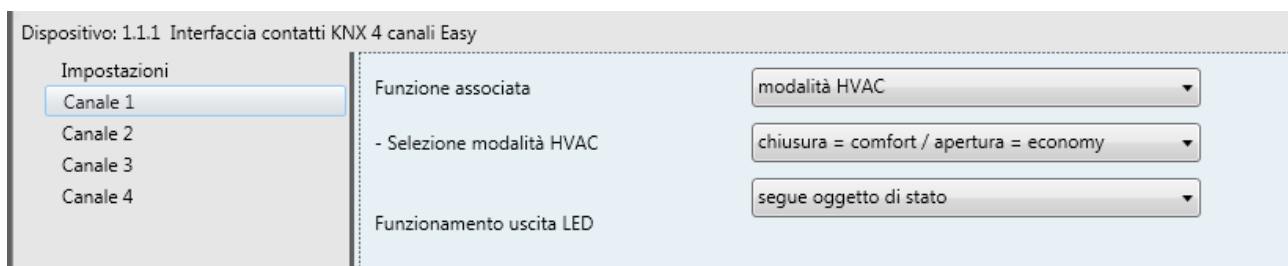 Dispositivo: 1.1.1 Interfaccia contatti KNX 4 canali Easy
Impostazioni
Canale 1
Canale 2
Canale 3
Canale 4
Funzione associata
modalità HVAC
- Selezione modalità HVAC
chiusura = comfort / apertura = economy
segue oggetto di stato
Funzionamento uscita LED